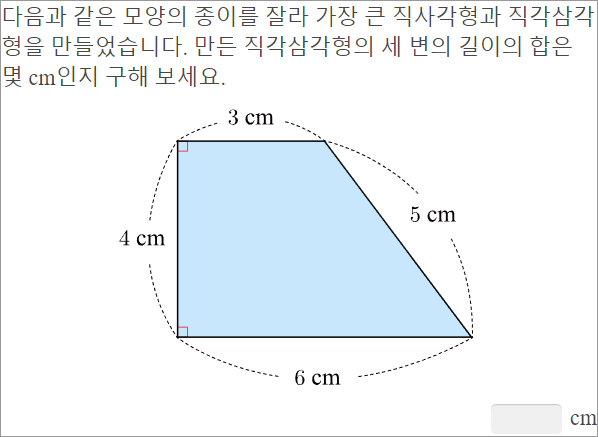 다음과 같은 모양의 종이를 잘라 가장 큰 직사각형과 직각삼각
형을 만들었습니다. 만든 직각삼각형의 세 변의 길이의 합은
몇 cm인지 구해 보세요.
3 cm
5 cm
4 cm
6 cm
cm